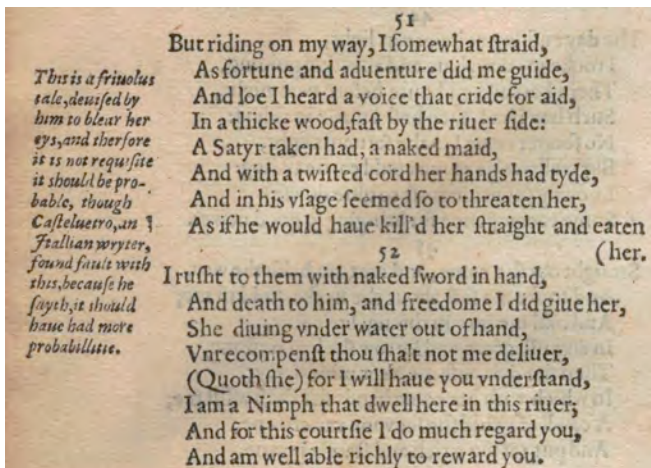 51
But riding on my way, I ſomewhat ſtraid,
As fortune and aduenture did me guide,
And loe I heard a voice that cride for aid,
In a thicke wood, faſt by the riuer ſide:
A Satyr taken had, a naked maid,
And with a twiſted cord her hands had tyde,
And in his vſage ſeemed ſo to threaten her,
As if he would haue kill'd her ſtraight and eaten
(her.
52
I ruſht to them with naked ſword in hand,
And death to him, and freedome I did giue her,
She diuing vnder water out of hand,
Vnrecompenſt thou ſhalt not me deliuer,
(Quoth ſhe) for I will haue you vnderſtand,
I am a Nimph that dwell here in this riuer;
And for this courtſie I do much regard you,
And am well able richly to reward you.
This is a friuolus
tale, deuiſed by
him to blear her
eys, and therfore
it is not requiſite
it ſhould be pro-
bable, though
Caſteluetro, an
Itallian wryter,
found fault with
this, becauſe he
ſayth, it ſhould
haue had more
probabillitie.